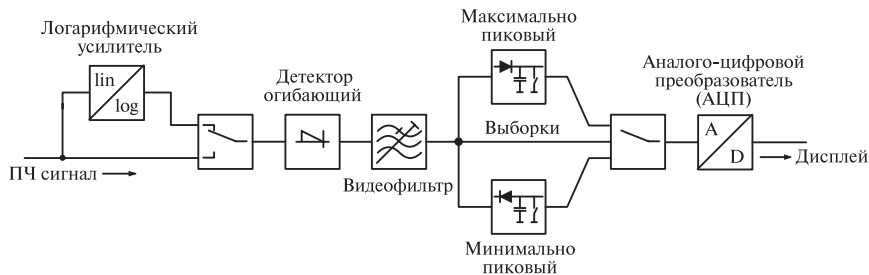 Логарифмический
усилитель
lin
log
ПЧ сигнал
Детектор
огибающий
Видеофильтр
Максимально
пиковый
Выборки
Минимально
пиковый
Аналого-цифровой
преобразователь
(АЦП)
A
D
Дисплей